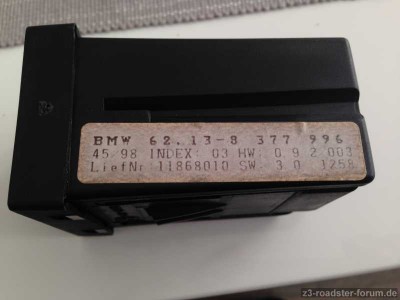 BMW 62.13-8 377 996
45/98 INDEX: 03 HW: 0.9 2.003
LiefNr 11868010 SW: 3.0 1258
z3-roadster-forum.de